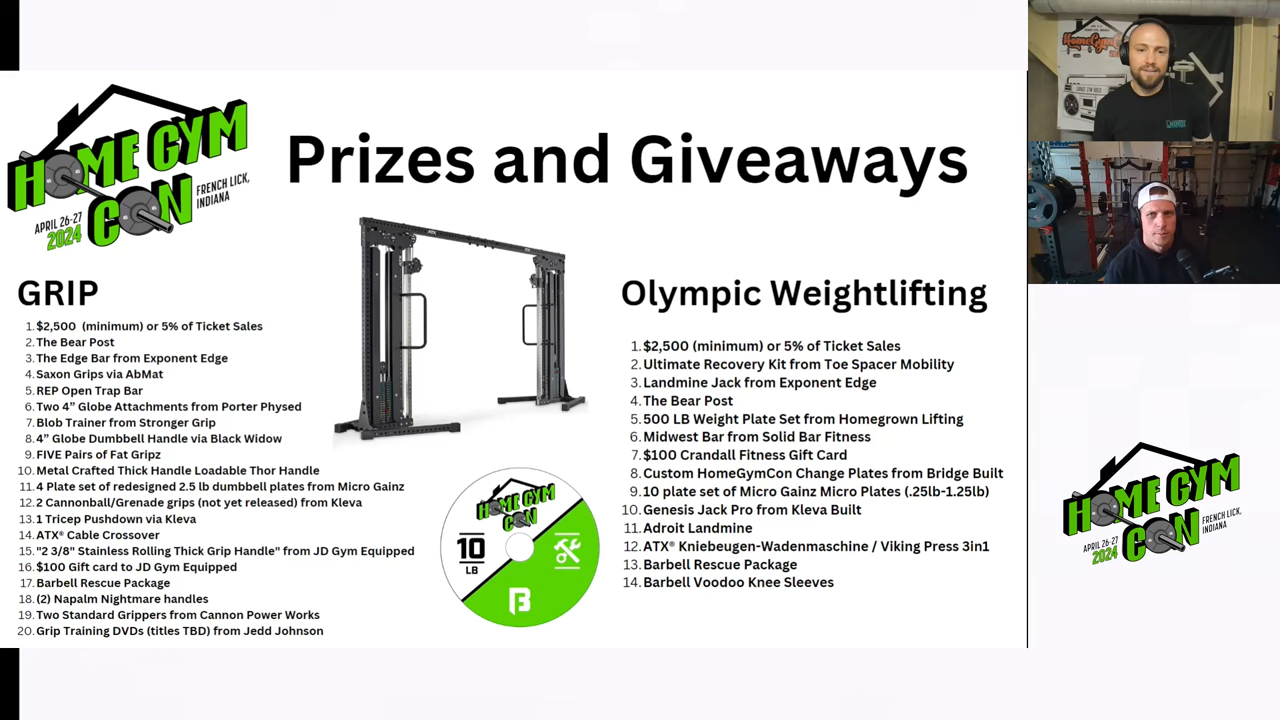 HOME GYM
CON
FRENCH LICK,
INDIANA
APRIL 26-27
2024
Prizes and Giveaways
GRIP
1. $2,500 (minimum) or 5% of Ticket Sales
2. The Bear Post
3. The Edge Bar from Exponent Edge
4. Saxon Grips via AbMat
5. REP Open Trap Bar
6. Two 4” Globe Attachments from Porter Physed
7. Blob Trainer from Stronger Grip
8. 4” Globe Dumbbell Handle via Black Widow
9. FIVE Pairs of Fat Gripz
10. Metal Crafted Thick Handle Loadable Thor Handle
11. 4 Plate set of redesigned 2.5 lb dumbbell plates from Micro Gainz
12. 2 Cannonball/Grenade grips (not yet released) from Kleva
13. 1 Tricep Pushdown via Kleva
14. ATX® Cable Crossover
15. "2 3/8" Stainless Rolling Thick Grip Handle" from JD Gym Equipped
16. $100 Gift card to JD Gym Equipped
17. Barbell Rescue Package
18. (2) Napalm Nightmare handles
19. Two Standard Grippers from Cannon Power Works
20. Grip Training DVDs (titles TBD) from Jedd Johnson
HOME GYM
CON
10
LB
B
Olympic Weightlifting
1. $2,500 (minimum) or 5% of Ticket Sales
2. Ultimate Recovery Kit from Toe Spacer Mobility
3. Landmine Jack from Exponent Edge
4. The Bear Post
5. 500 LB Weight Plate Set from Homegrown Lifting
6. Midwest Bar from Solid Bar Fitness
7. $100 Crandall Fitness Gift Card
8. Custom HomeGymCon Change Plates from Bridge Built
9. 10 plate set of Micro Gainz Micro Plates (.25lb-1.25lb)
10. Genesis Jack Pro from Kleva Built
11. Adroit Landmine
12. ATX® Kniebeugen-Wadenmaschine / Viking Press 3in1
13. Barbell Rescue Package
14. Barbell Voodoo Knee Sleeves
HomeGym
HOME GYM
CON
FRENCH LICK,
INDIANA
APRIL 26-27
2024